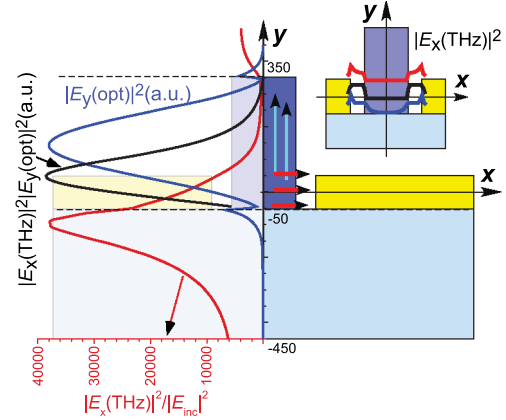 y
|Eₓ(THz)|²
x
y
350
|Ey(opt)|²(a.u.)
|Eₓ(THz)|²|Ey(opt)|²(a.u.)
x
-50
-450
40000
30000
20000
10000
0
|Eₓ(THz)|²/|Einc|²